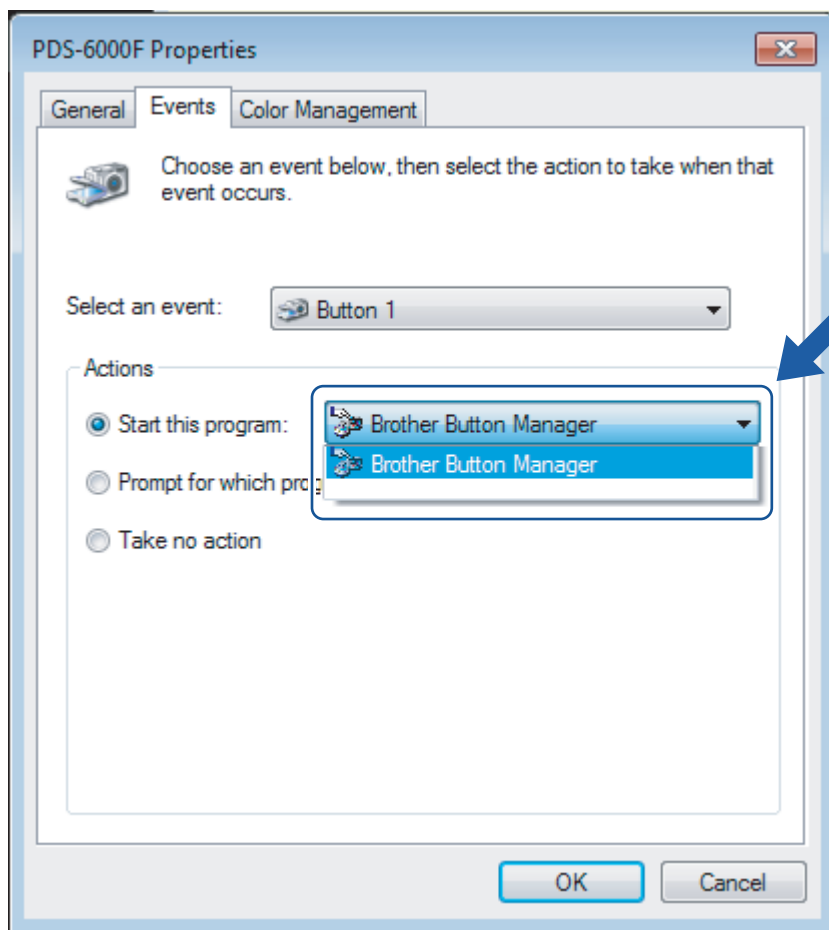 PDS-6000F Properties
General Events Color Management
Choose an event below, then select the action to take when that
event occurs.
Select an event: Button 1
Actions
Start this program: Brother Button Manager
Brother Button Manager
Prompt for which prog
Take no action
OK Cancel